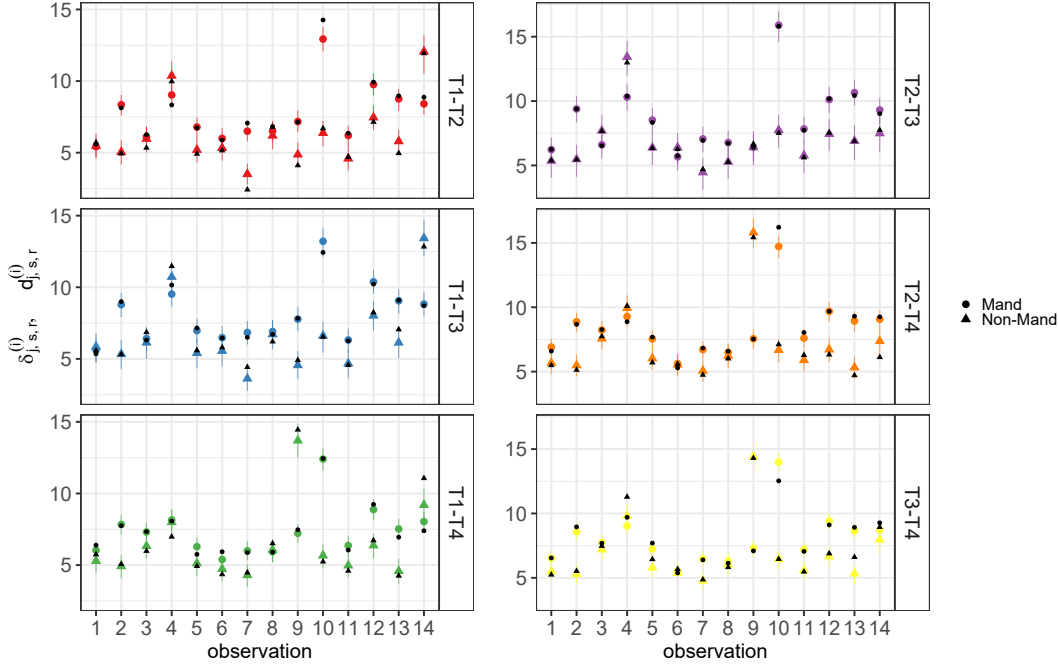 15
10
5
T1-T2
15
10
5
T2-T3
15
10
5
T1-T3
15
10
5
T2-T4
15
10
5
T1-T4
15
10
5
T3-T4
δ(i)j, s, r, d(i)j, s, r
Mand
Non-Mand
1 2 3 4 5 6 7 8 9 10 11 12 13 14
1 2 3 4 5 6 7 8 9 10 11 12 13 14
observation
observation